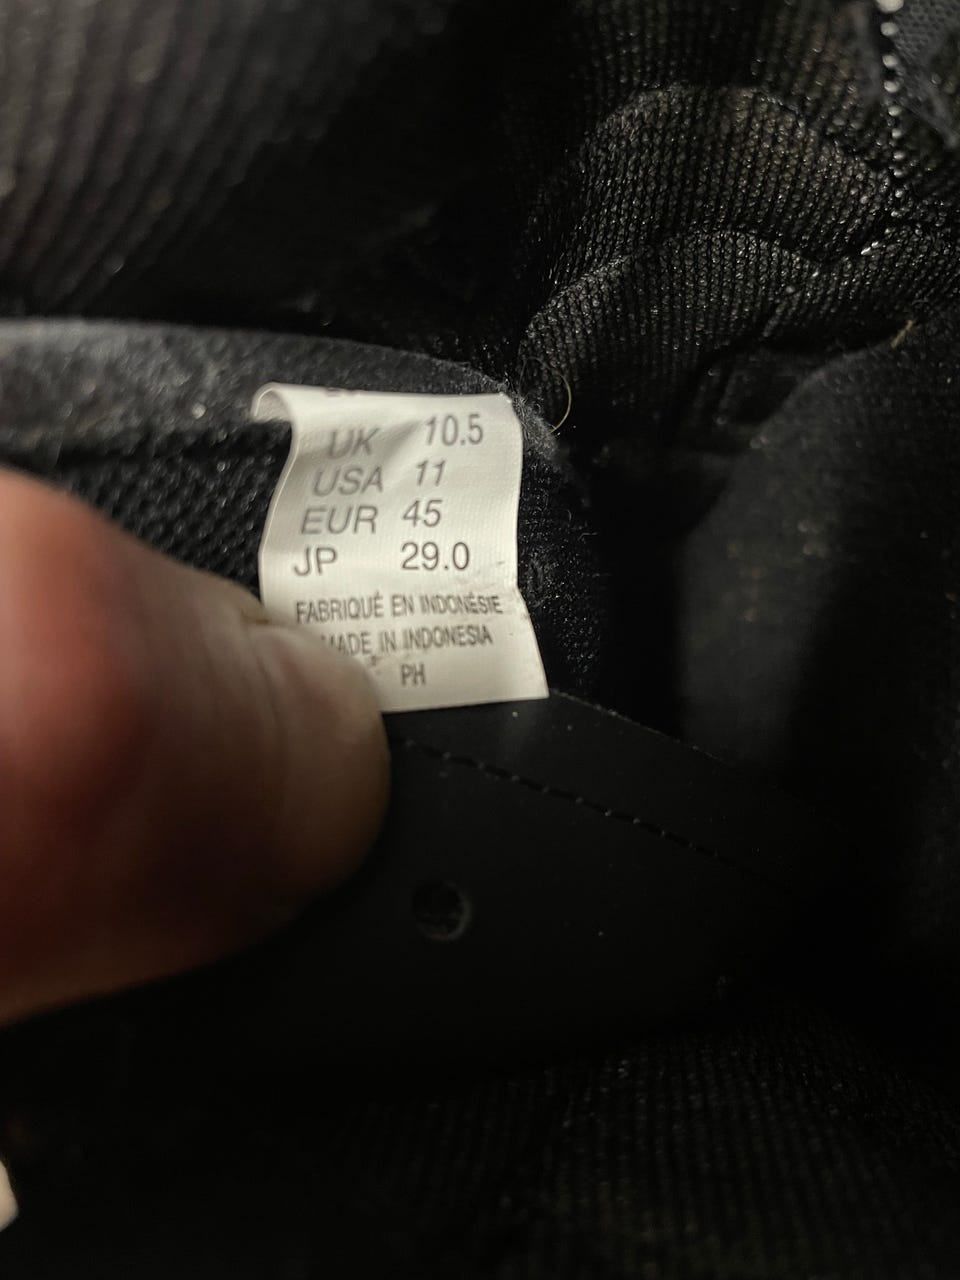 UK 10.5
USA 11
EUR 45
JP 29.0
FABRIQUÉ EN INDONÉSIE
MADE IN INDONESIA
PH